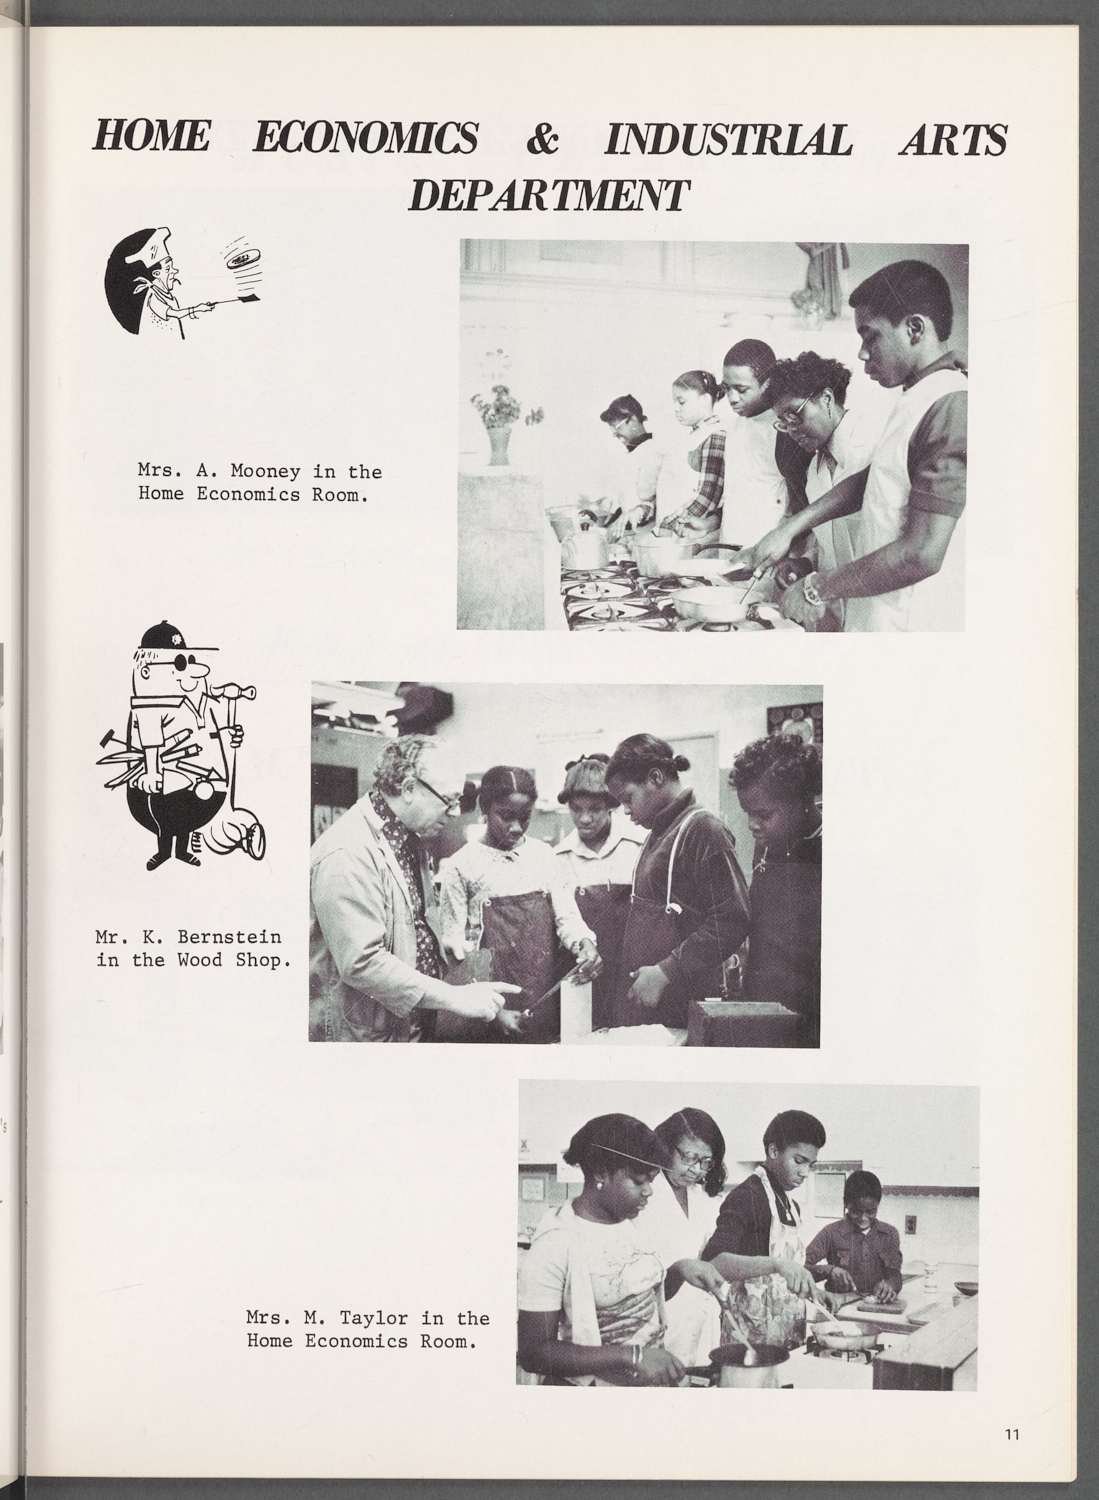 HOME ECONOMICS & INDUSTRIAL ARTS
DEPARTMENT
Mrs. A. Mooney in the
Home Economics Room.
Mr. K. Bernstein
in the Wood Shop.
Mrs. M. Taylor in the
Home Economics Room.
11